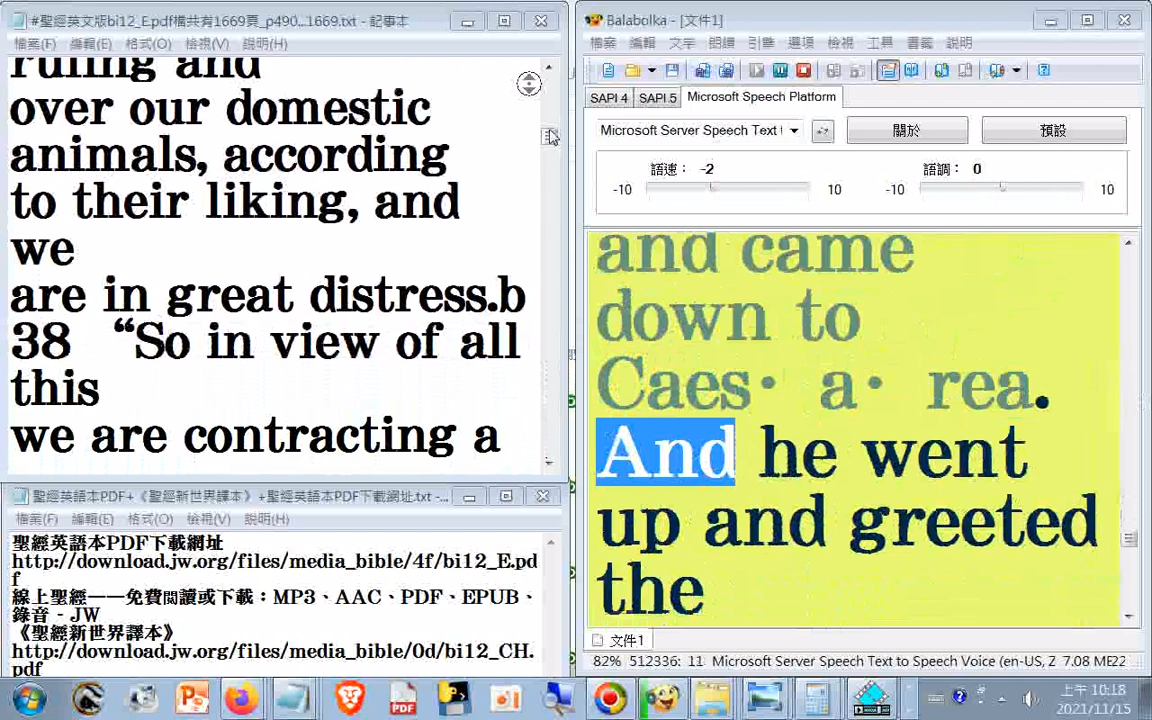 #聖經英文版bi12_E.pdf檔共有1669頁_p490...1669.txt - 記事本
檔案(F) 編輯(E) 格式(O) 檢視(V) 說明(H)
ruling and
over our domestic
animals, according
to their liking, and
we
are in great distress.b
38 “So in view of all
this
we are contracting a
聖經英語本PDF+《聖經新世界譯本》+聖經英語本PDF下載網址.txt -...
檔案(F) 編輯(E) 格式(O) 檢視(V) 說明(H)
聖經英語本PDF下載網址
http://download.jw.org/files/media_bible/4f/bi12_E.pd
f
線上聖經——免費閱讀或下載：MP3、AAC、PDF、EPUB、
錄音 - JW
《聖經新世界譯本》
http://download.jw.org/files/media_bible/0d/bi12_CH.
pdf
Balabolka - [文件1]
檔案 編輯 文字 朗讀 引擎 選項 檢視 工具 書籤 說明
SAPI 4 SAPI 5 Microsoft Speech Platform
Microsoft Server Speech Text 關於 預設
語速： -2 語調： 0
-10 10 -10 10
and came
down to
Caes· a· rea.
And he went
up and greeted
the
文件1
82% 512336: 11 Microsoft Server Speech Text to Speech Voice (en-US, Z 7.08 ME22
PDF
上午 10:18
2021/11/15